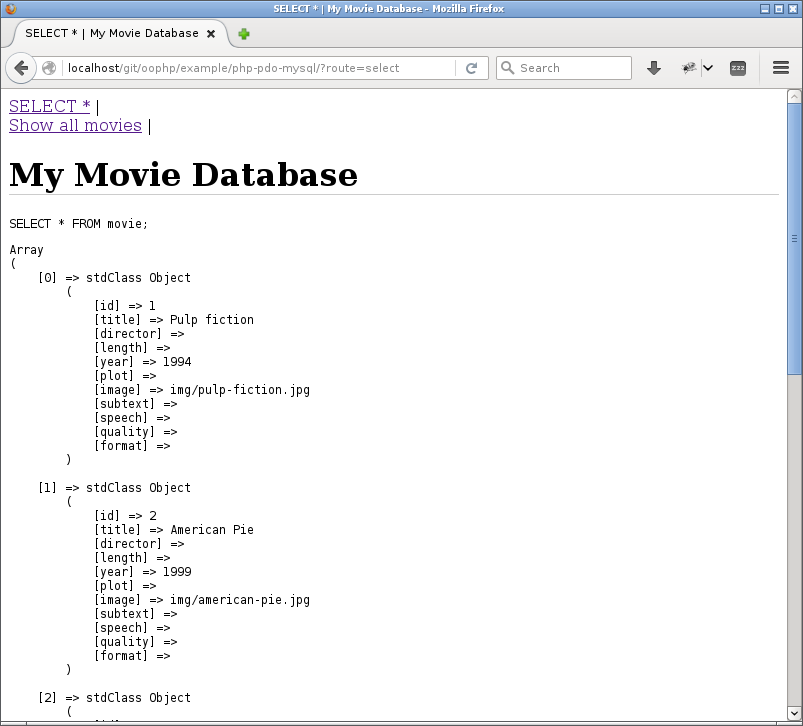 SELECT * | My Movie Database - Mozilla Firefox
SELECT * | My Movie Database
localhost/git/oophp/example/php-pdo-mysql/?route=select
Search
zzz
SELECT * |
Show all movies |
My Movie Database
SELECT * FROM movie;
Array
(
    [0] => stdClass Object
        (
            [id] => 1
            [title] => Pulp fiction
            [director] =>
            [length] =>
            [year] => 1994
            [plot] =>
            [image] => img/pulp-fiction.jpg
            [subtext] =>
            [speech] =>
            [quality] =>
            [format] =>
        )
    [1] => stdClass Object
        (
            [id] => 2
            [title] => American Pie
            [director] =>
            [length] =>
            [year] => 1999
            [plot] =>
            [image] => img/american-pie.jpg
            [subtext] =>
            [speech] =>
            [quality] =>
            [format] =>
        )
    [2] => stdClass Object
        (